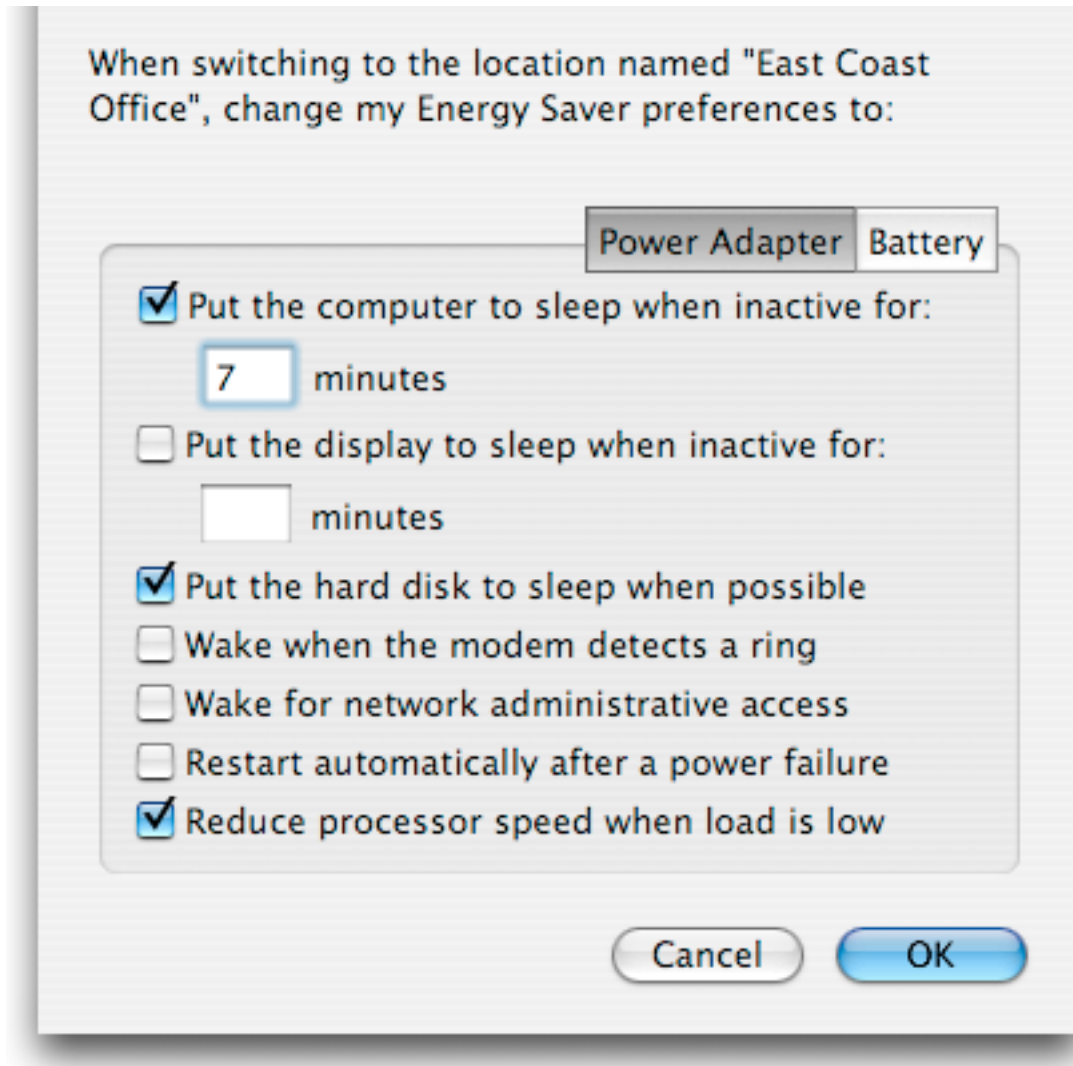 When switching to the location named "East Coast
Office", change my Energy Saver preferences to:
Power Adapter Battery
Put the computer to sleep when inactive for:
7 minutes
Put the display to sleep when inactive for:
minutes
Put the hard disk to sleep when possible
Wake when the modem detects a ring
Wake for network administrative access
Restart automatically after a power failure
Reduce processor speed when load is low
Cancel OK